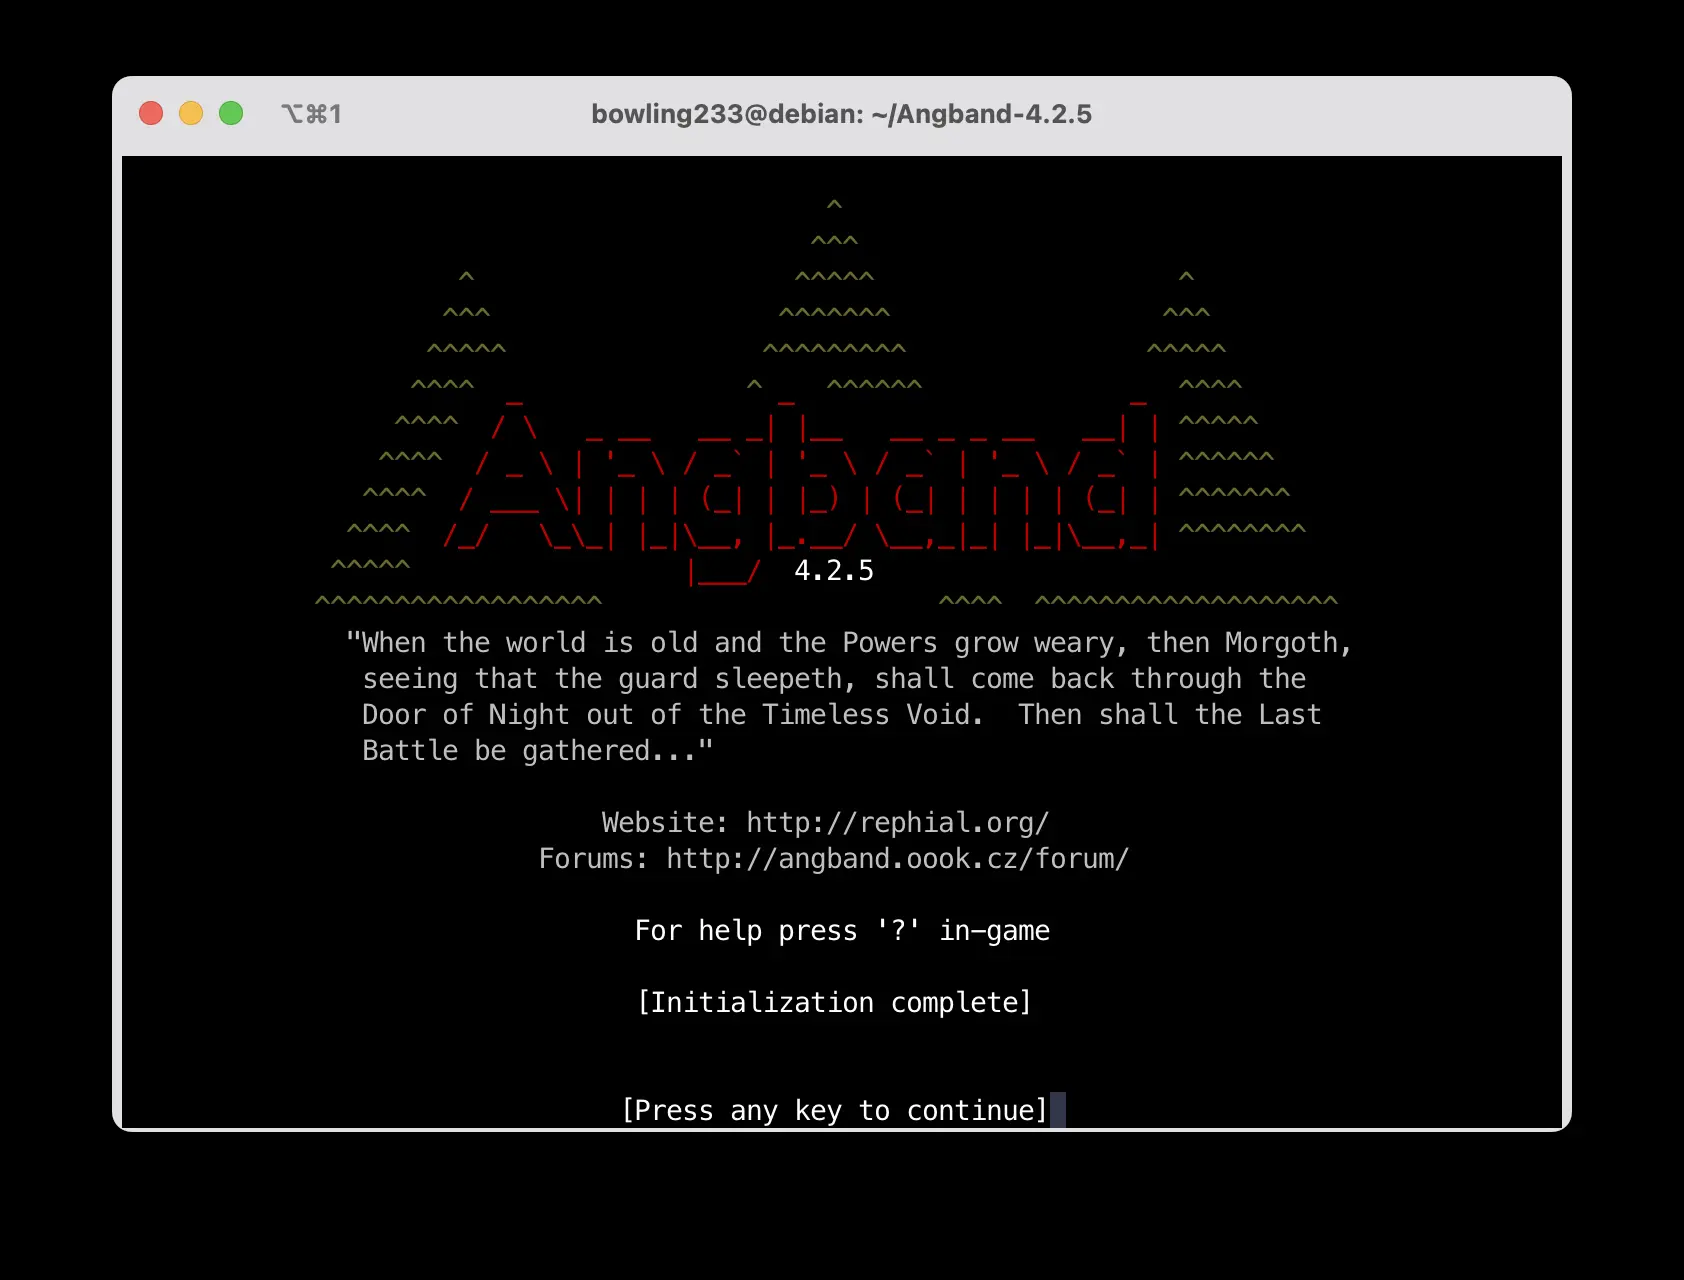 ⌥⌘1
bowling233@debian: ~/Angband-4.2.5
Angband
4.2.5
"When the world is old and the Powers grow weary, then Morgoth,
seeing that the guard sleepeth, shall come back through the
Door of Night out of the Timeless Void.  Then shall the Last
Battle be gathered..."
Website: http://rephial.org/
Forums: http://angband.oook.cz/forum/
For help press '?' in-game
[Initialization complete]
[Press any key to continue]